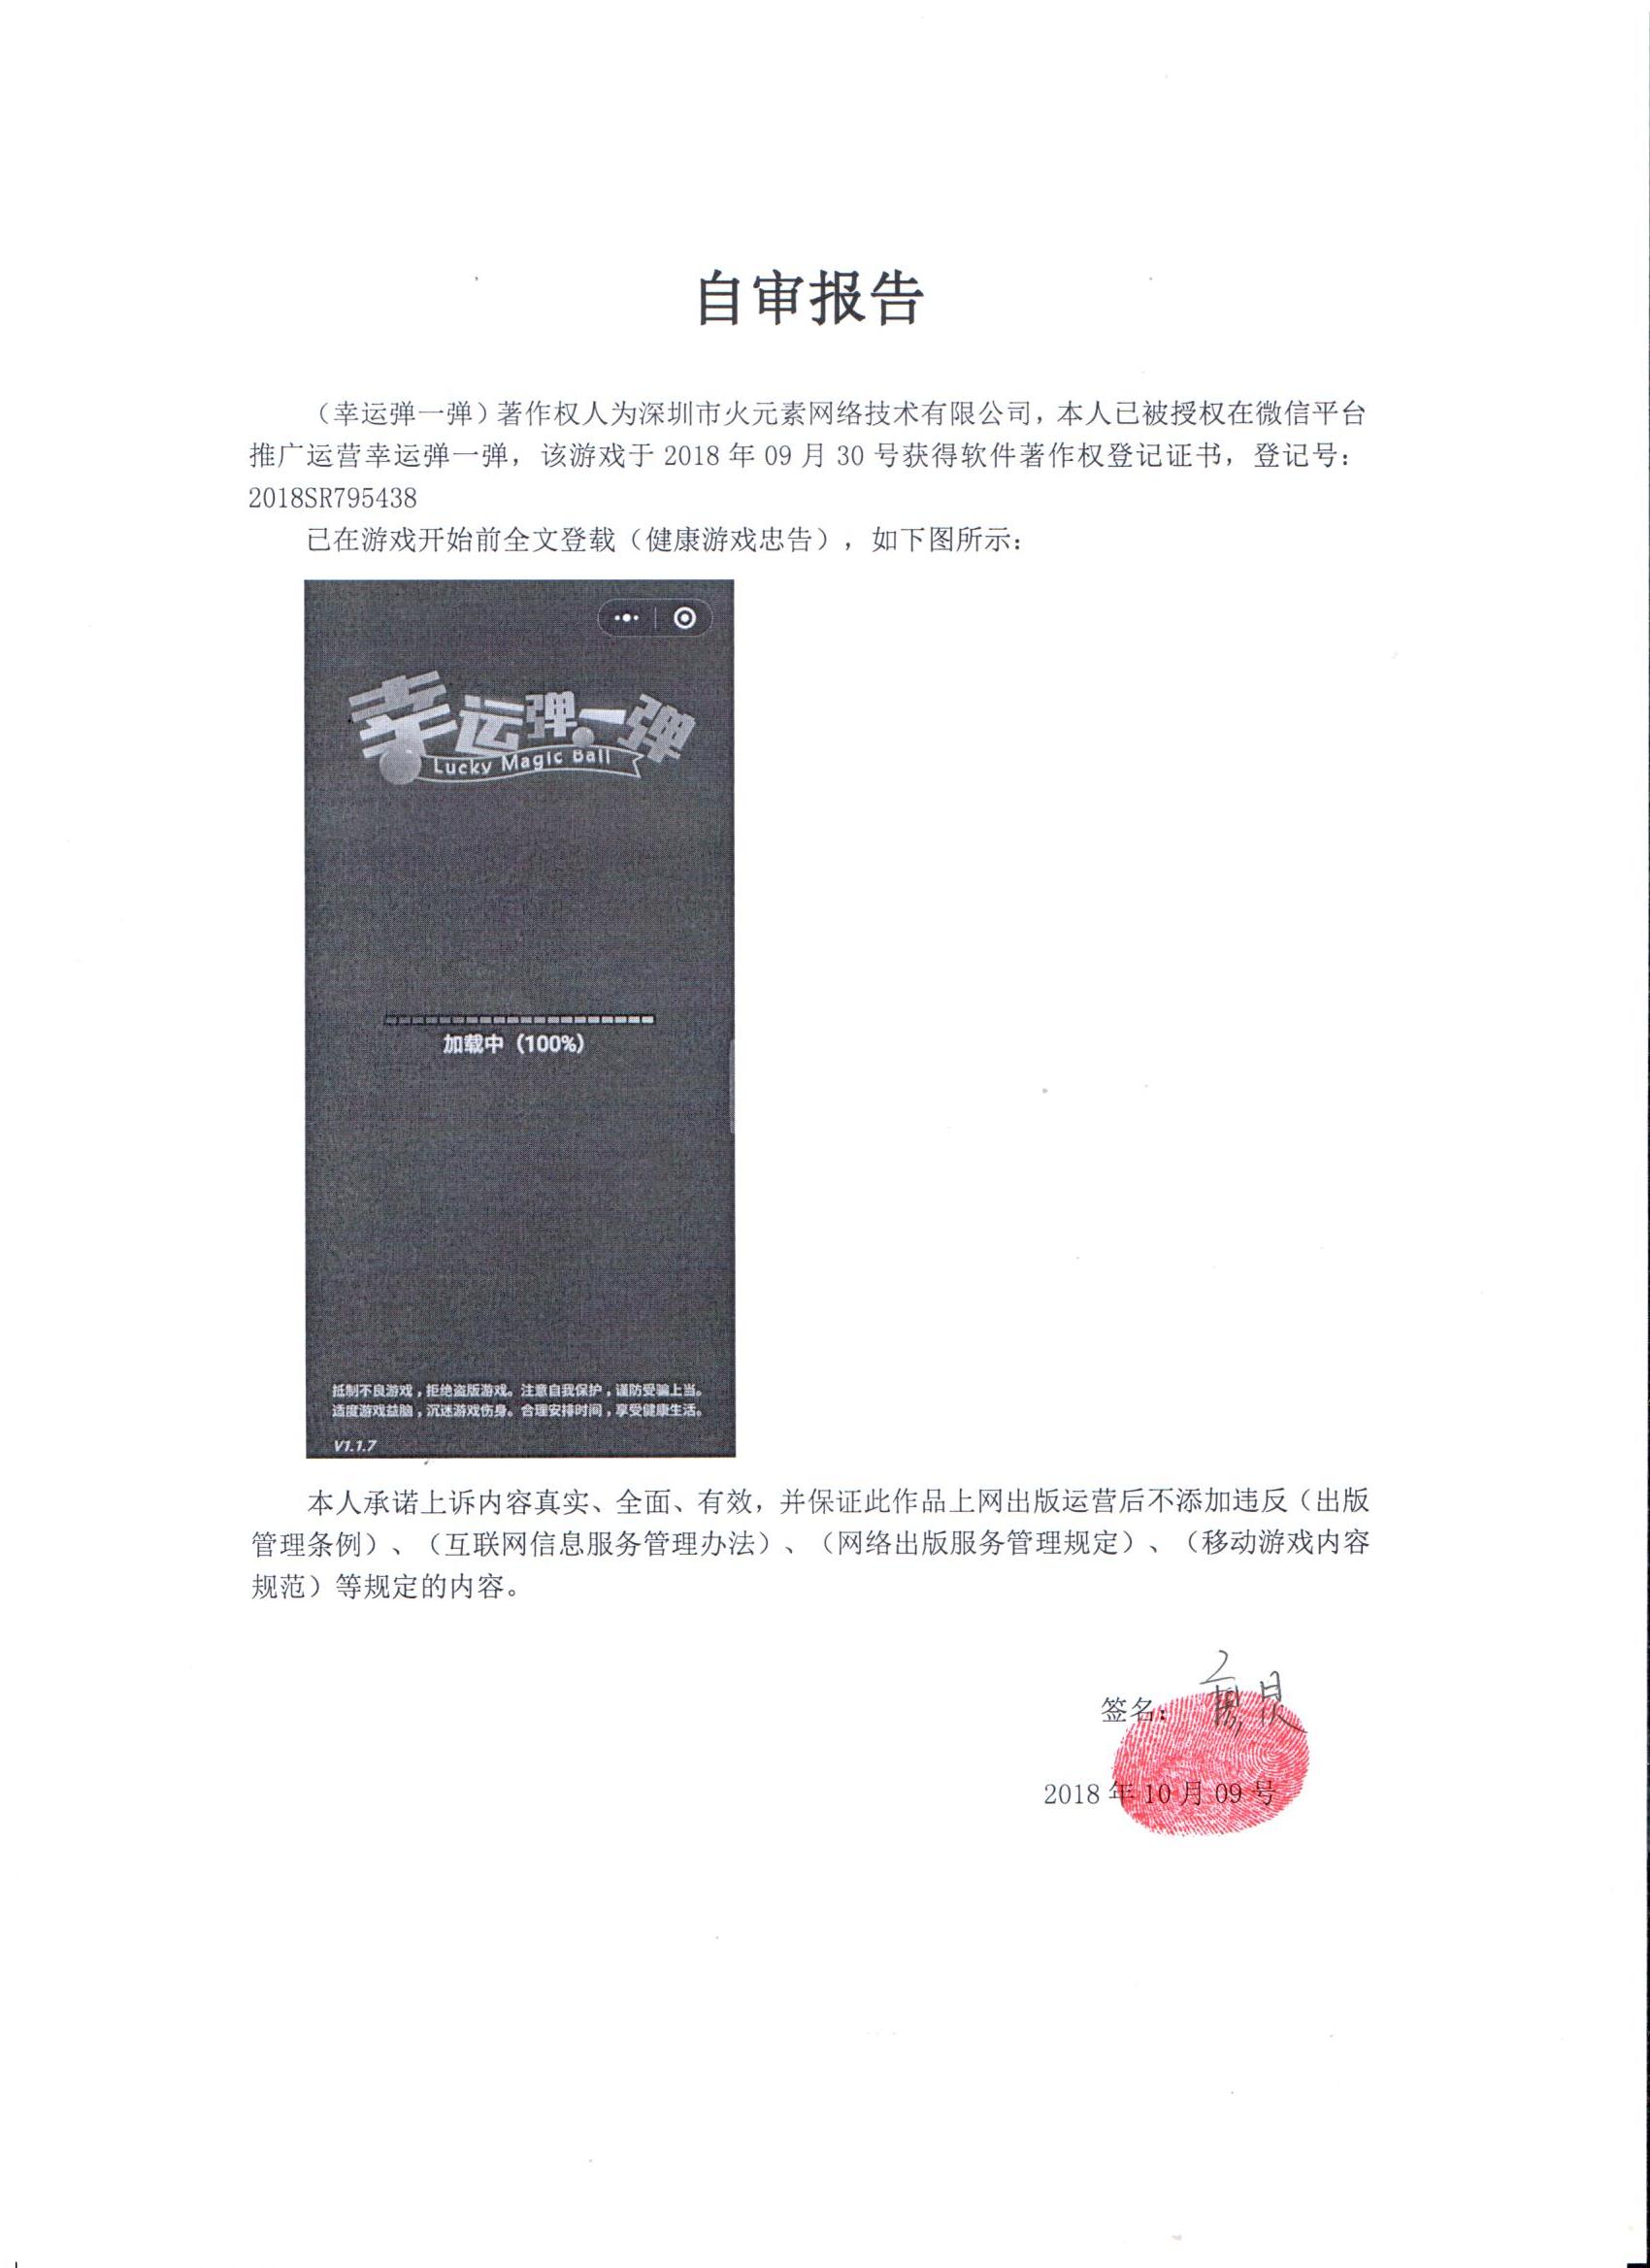 自审报告
（幸运弹一弹）著作权人为深圳市火元素网络技术有限公司，本人已被授权在微信平台
推广运营幸运弹一弹，该游戏于 2018 年 09 月 30 号获得软件著作权登记证书，登记号：
2018SR795438
已在游戏开始前全文登载（健康游戏忠告），如下图所示：
幸运弹一弹
Lucky Magic Ball
加载中（100%）
抵制不良游戏，拒绝盗版游戏。注意自我保护，谨防受骗上当。
适度游戏益脑，沉迷游戏伤身。合理安排时间，享受健康生活。
V1.1.7
本人承诺上诉内容真实、全面、有效，并保证此作品上网出版运营后不添加违反（出版
管理条例）、（互联网信息服务管理办法）、（网络出版服务管理规定）、（移动游戏内容
规范）等规定的内容。
签名：
2018 年 10 月 09 号